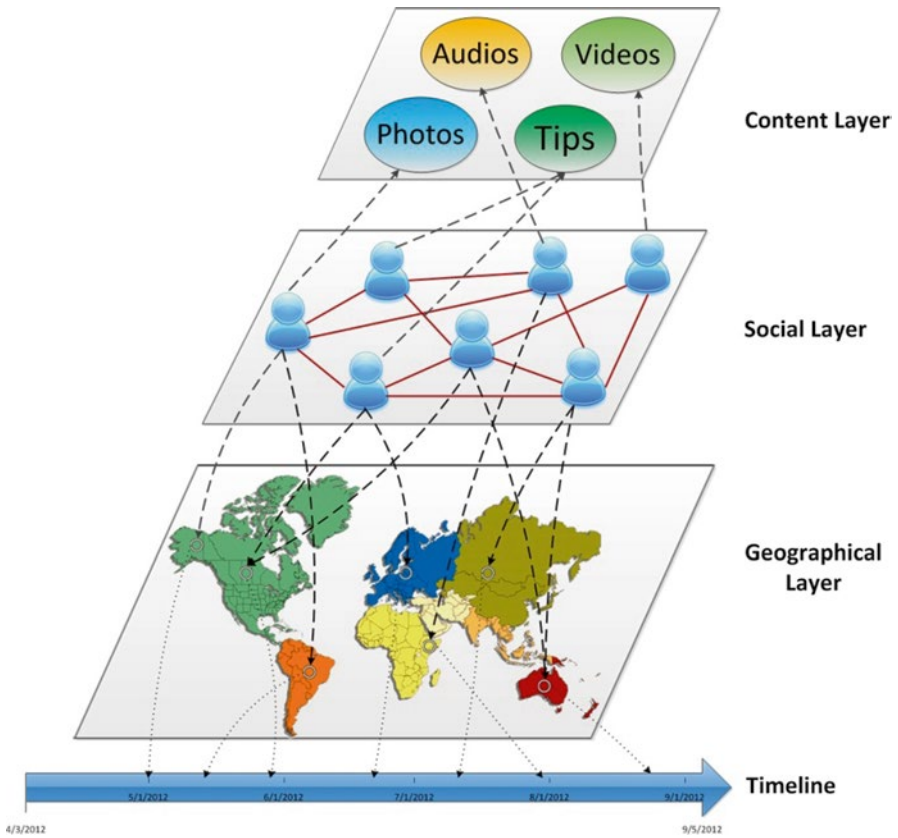 Audios
Videos
Photos
Tips
Content Layer
Social Layer
Geographical
Layer
Timeline
5/1/2012
6/1/2012
7/1/2012
8/1/2012
9/1/2012
4/3/2012
9/5/2012